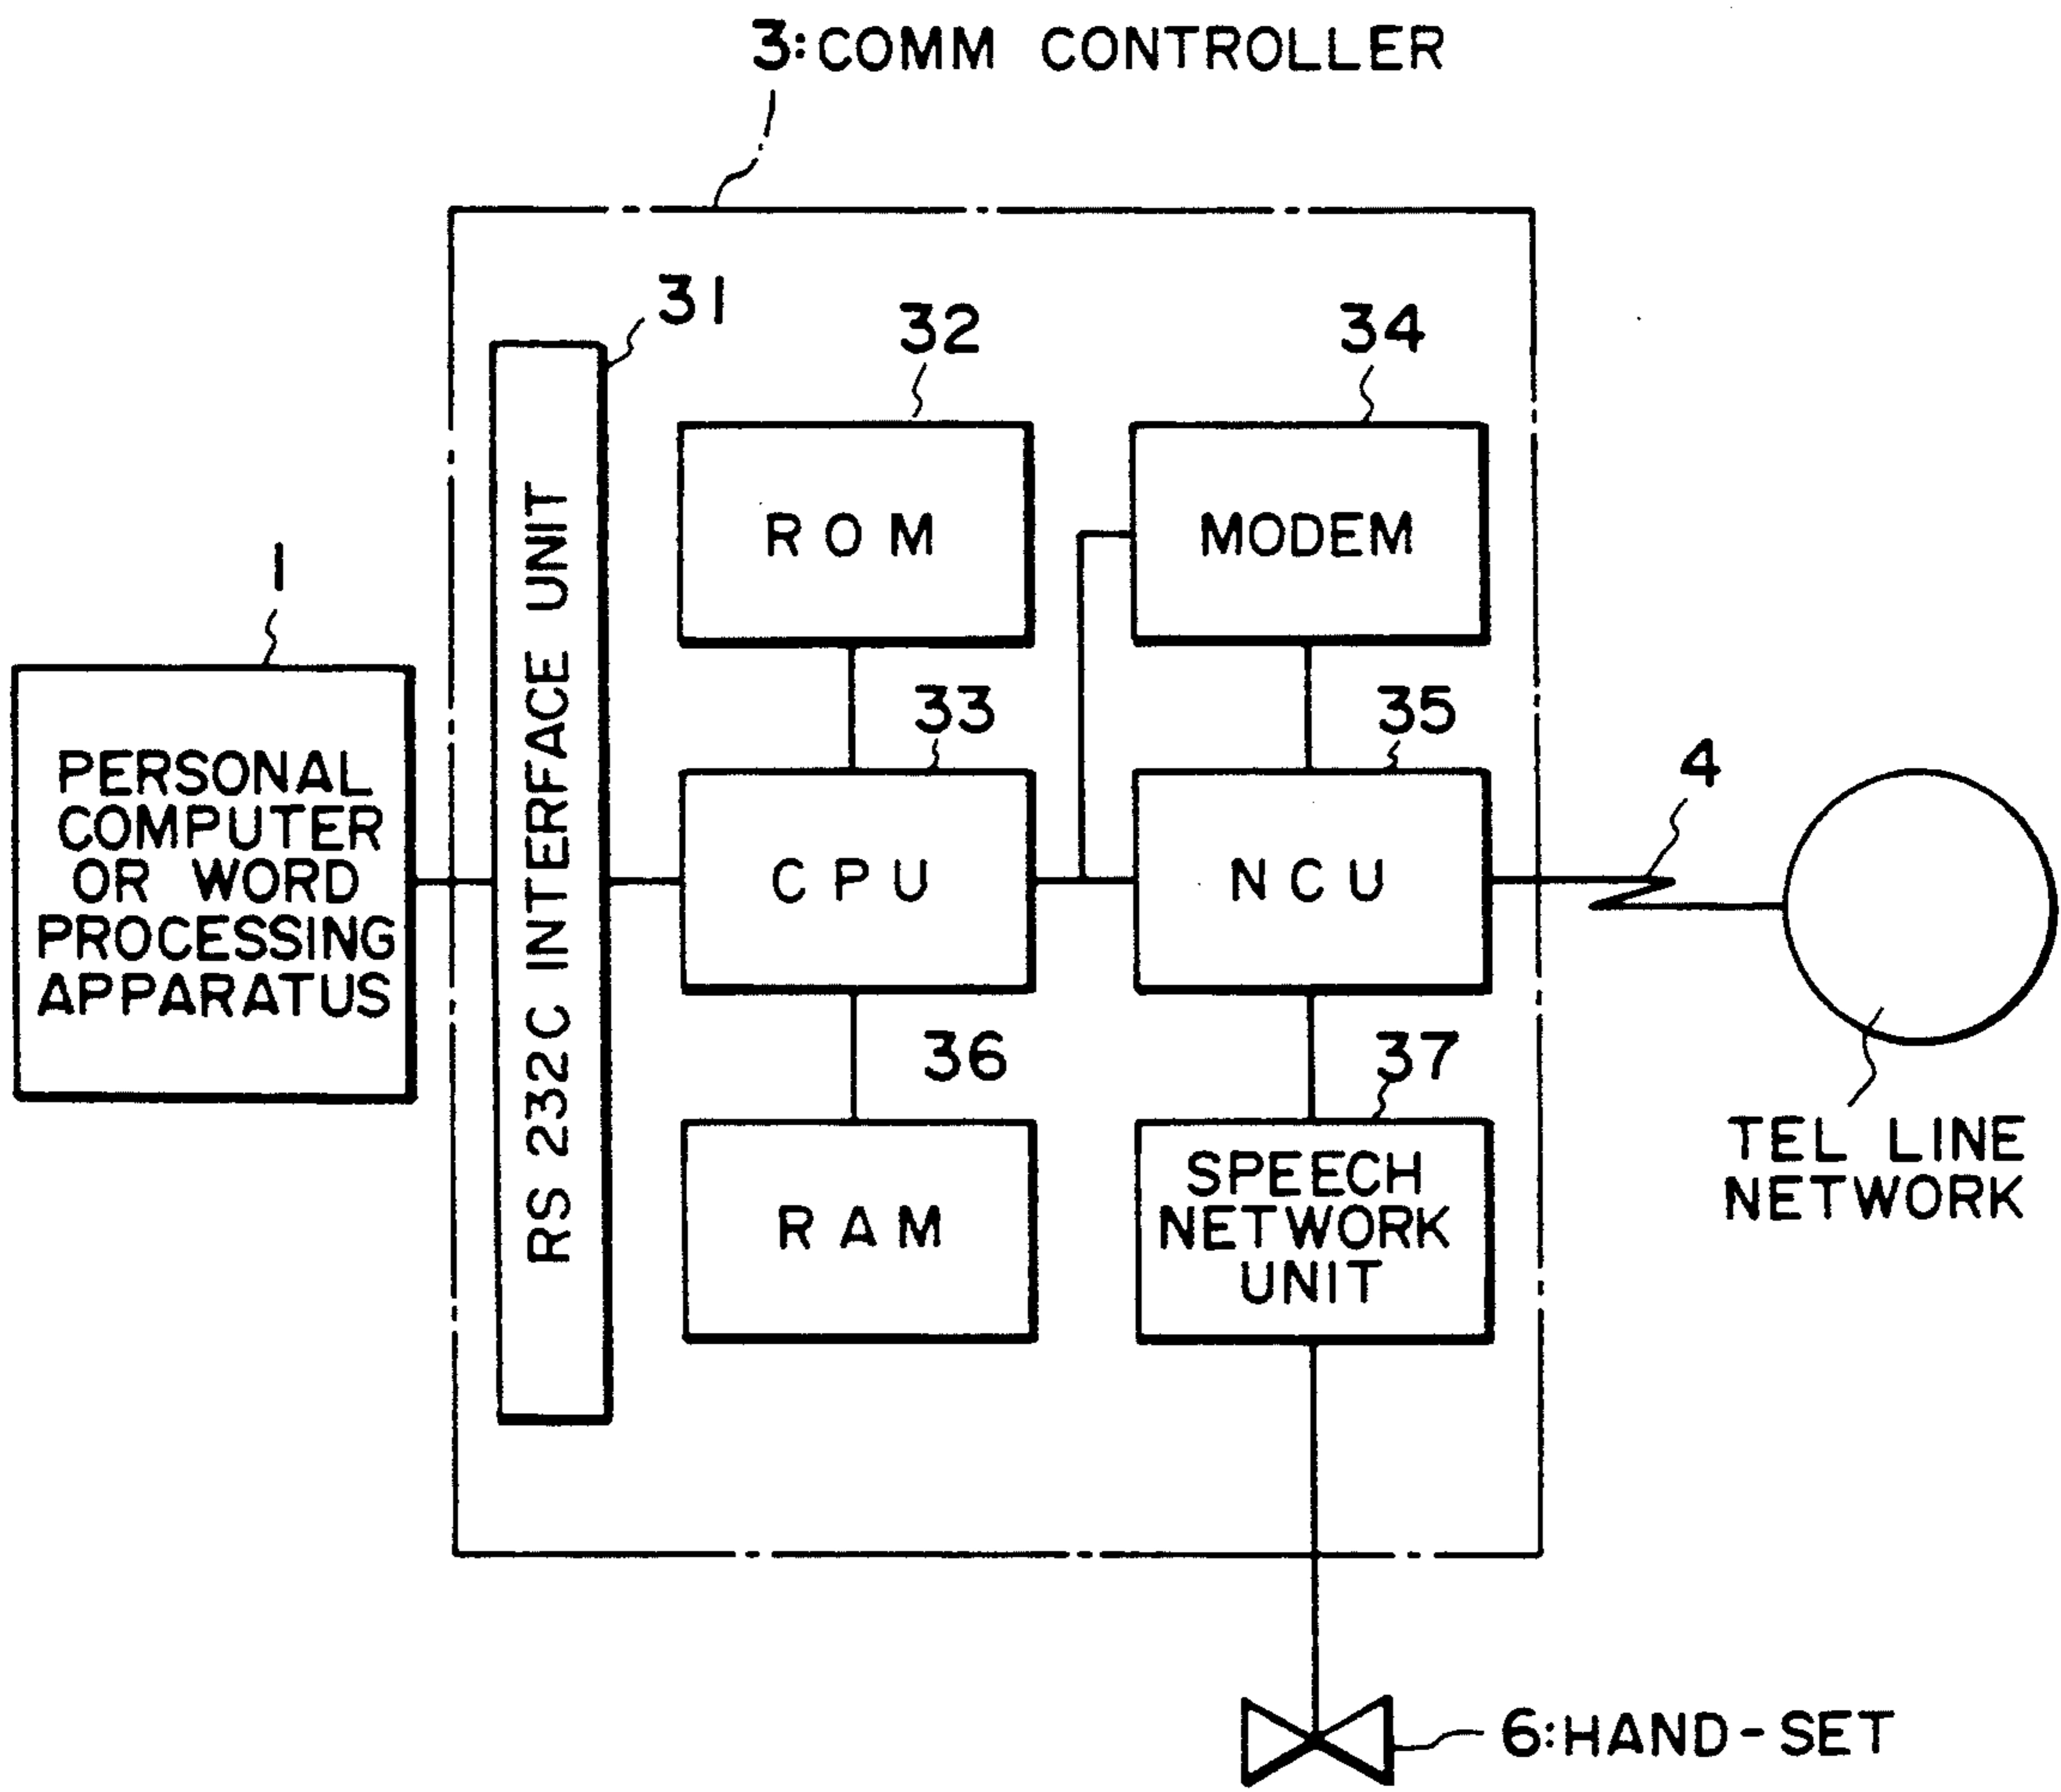 3:COMM CONTROLLER
31
32
34
ROM
MODEM
1
RS 232C INTERFACE UNIT
33
35
4
PERSONAL
COMPUTER
OR WORD
PROCESSING
APPARATUS
CPU
NCU
36
37
RAM
SPEECH
NETWORK
UNIT
TEL LINE
NETWORK
6:HAND-SET